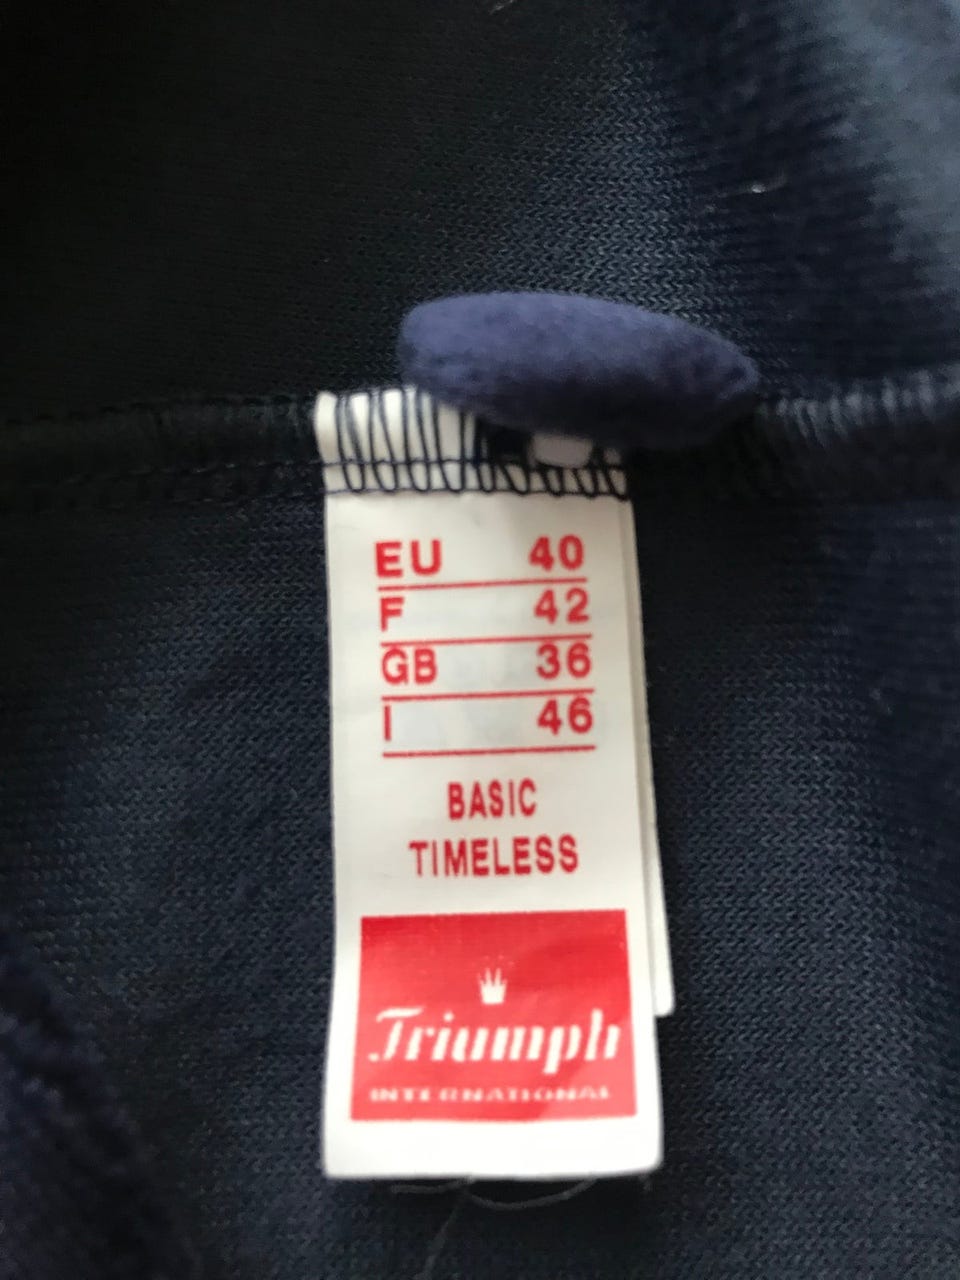 EU 40
F 42
GB 36
I 46
BASIC
TIMELESS
Triumph
INTERNATIONAL